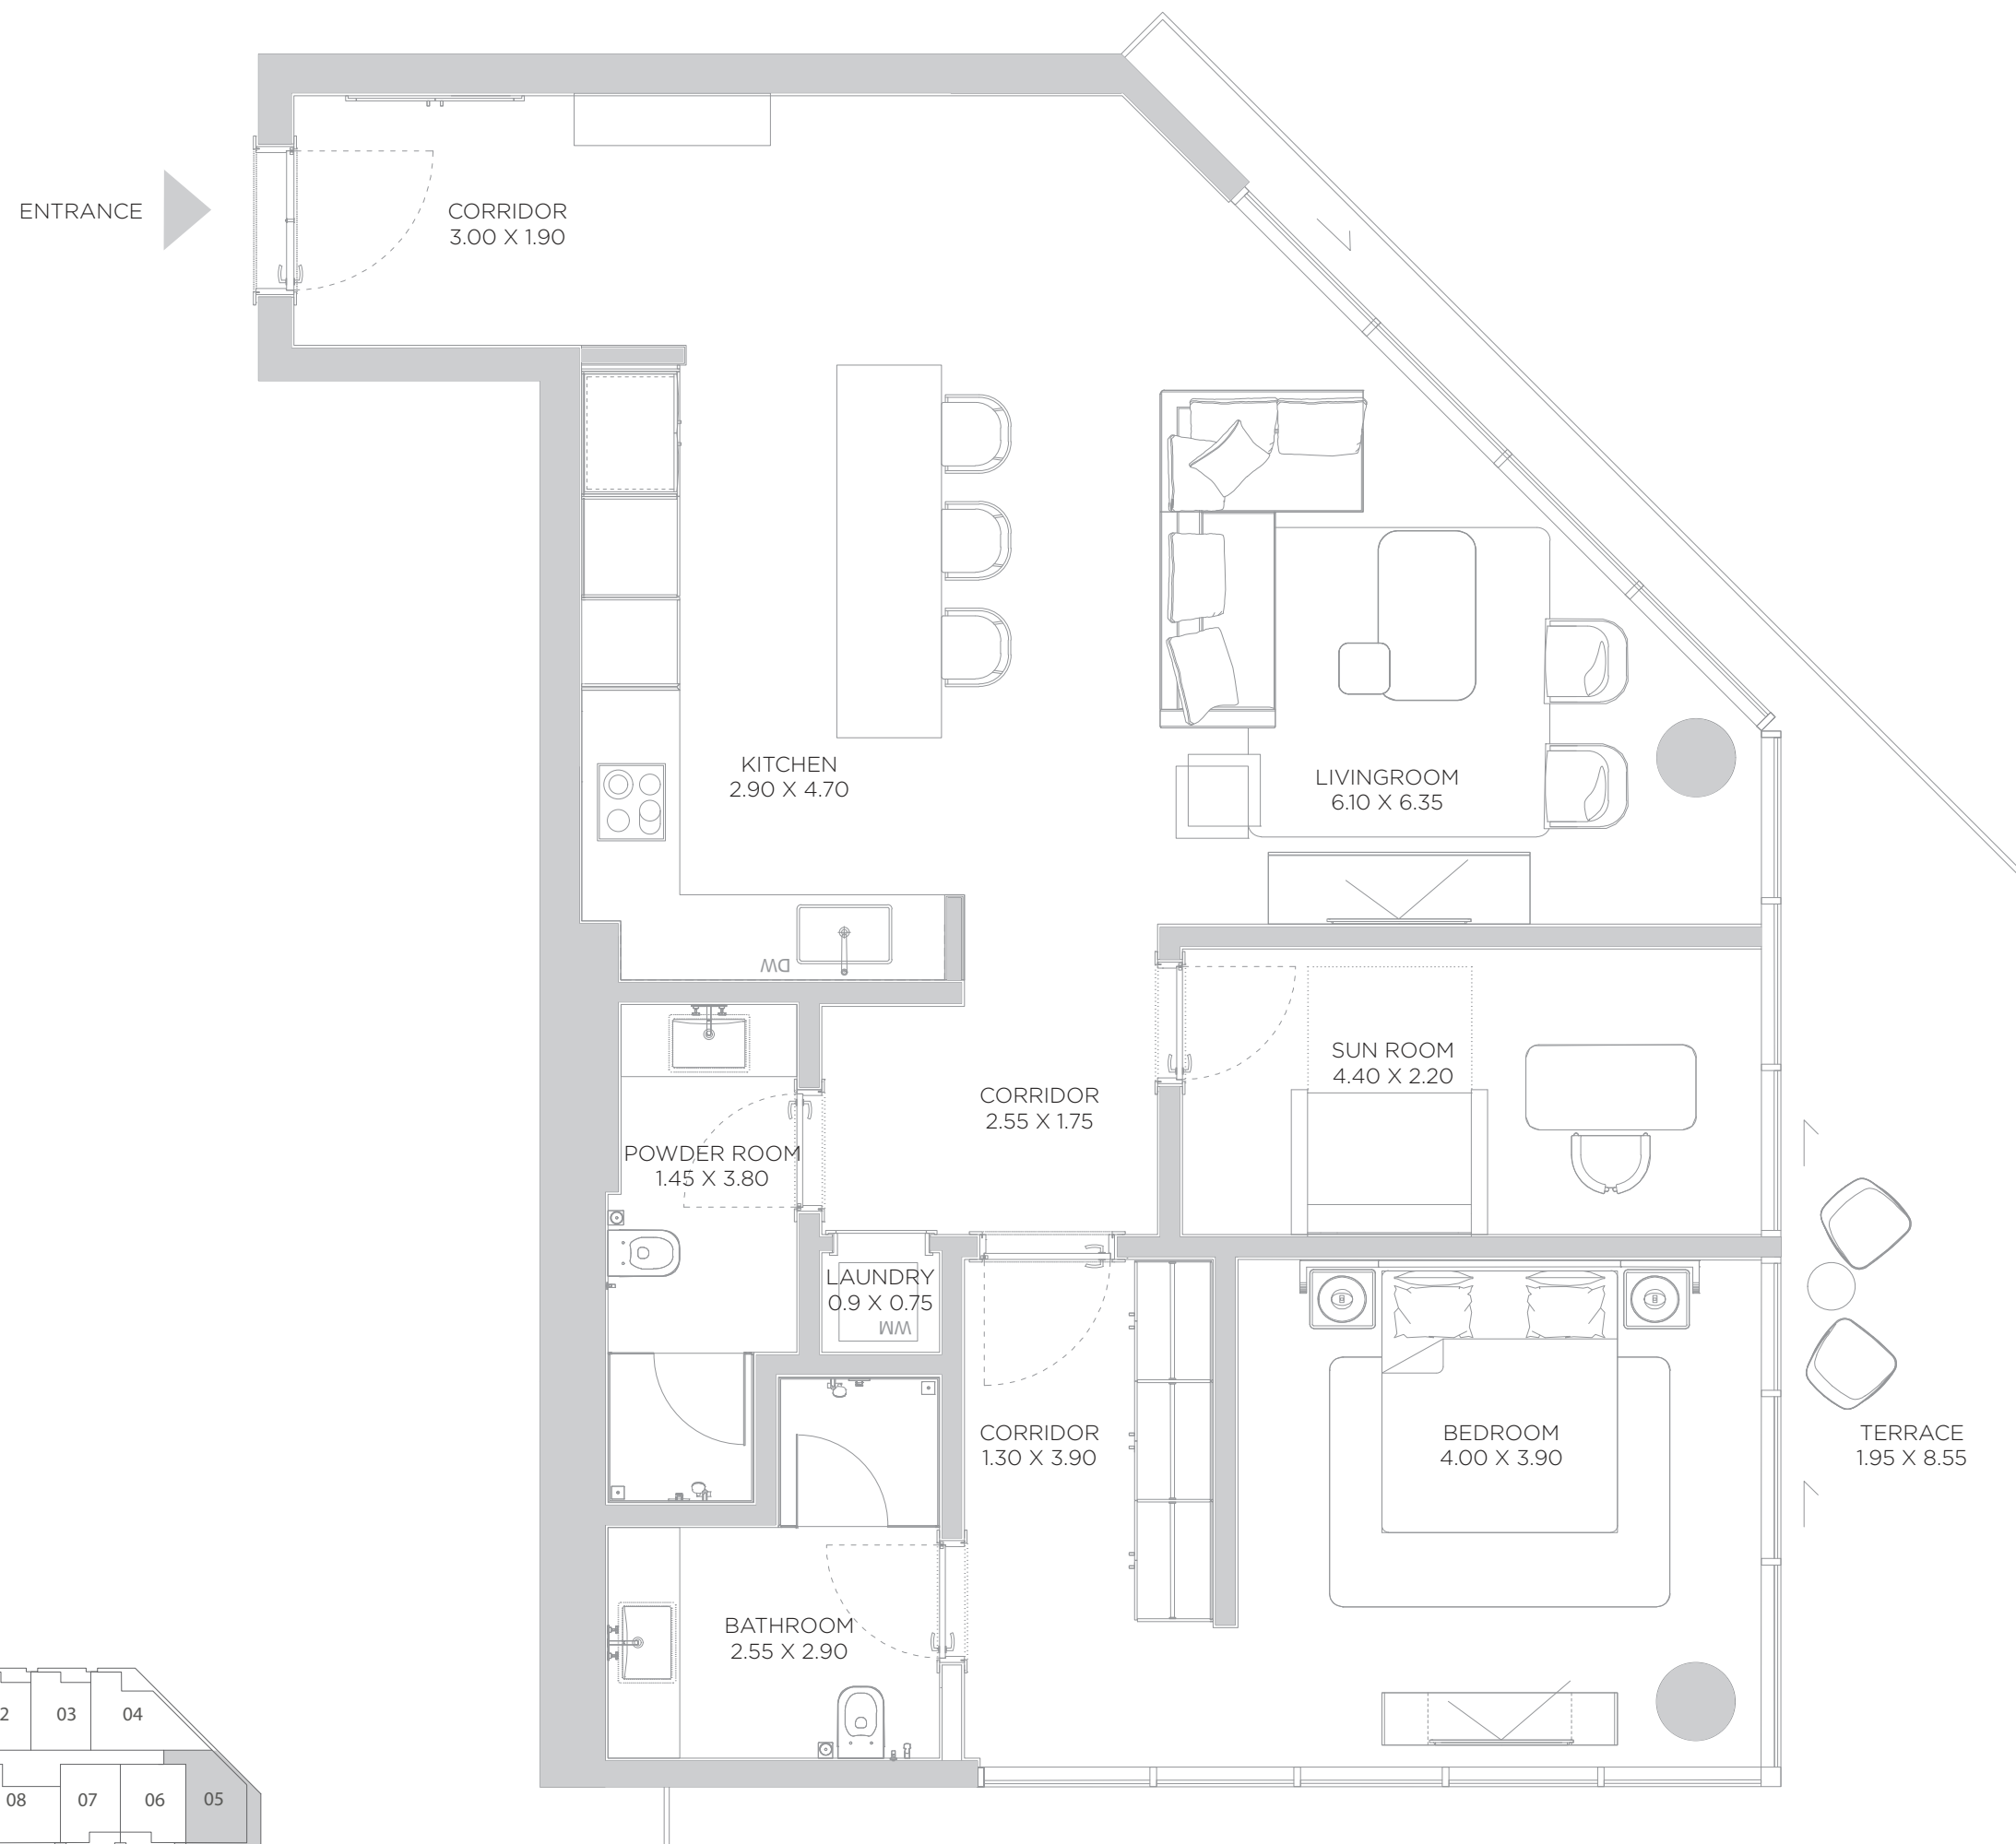 ENTRANCE
CORRIDOR
3.00 X 1.90
KITCHEN
2.90 X 4.70
LIVINGROOM
6.10 X 6.35
DW
SUN ROOM
4.40 X 2.20
CORRIDOR
2.55 X 1.75
POWDER ROOM
1.45 X 3.80
LAUNDRY
0.9 X 0.75
WM
CORRIDOR
1.30 X 3.90
BEDROOM
4.00 X 3.90
TERRACE
1.95 X 8.55
BATHROOM
2.55 X 2.90
2
03
04
08
07
06
05